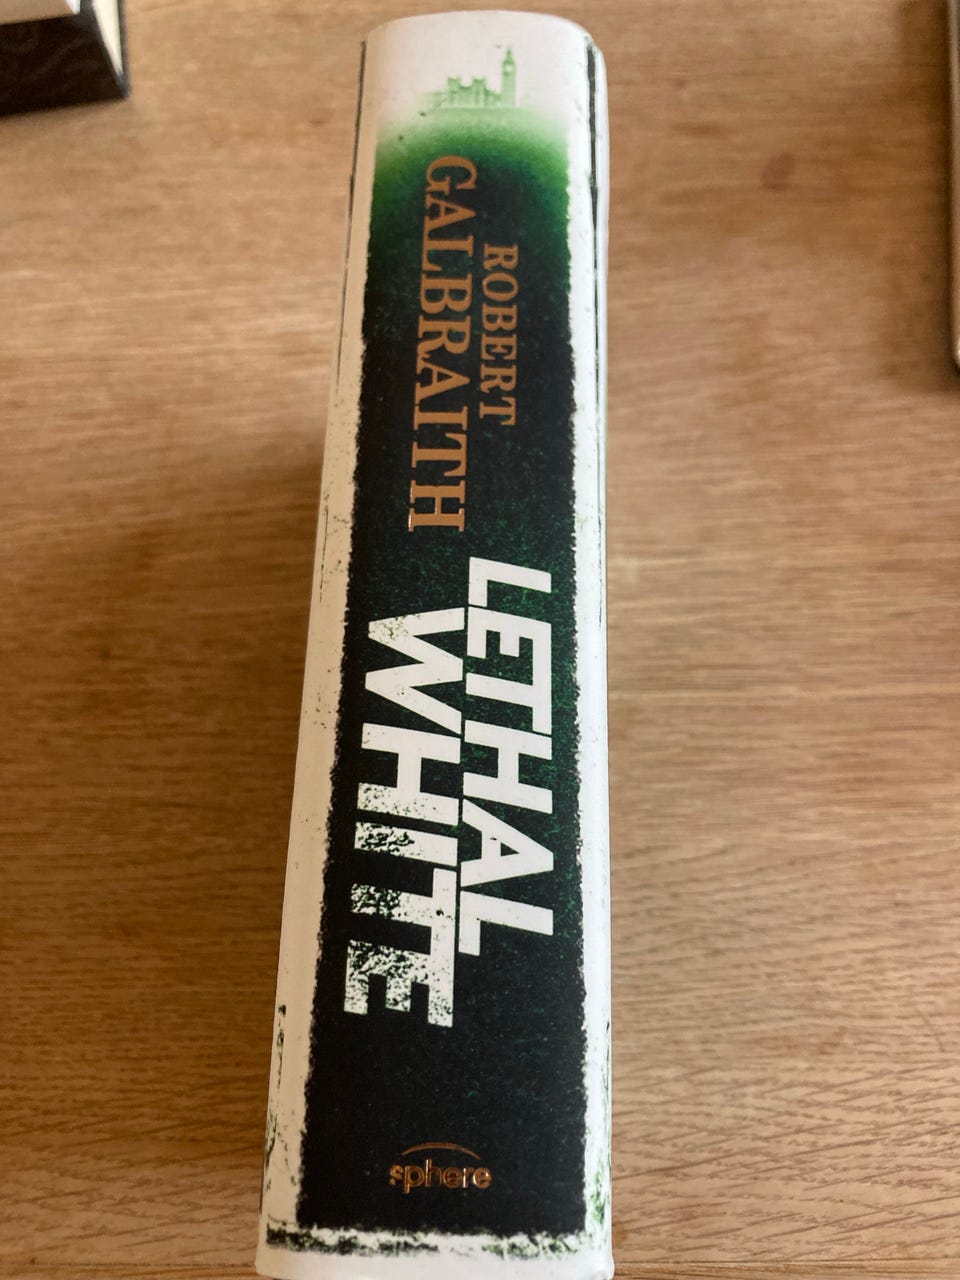 ROBERT
GALBRAITH
LETHAL
WHITE
sphere